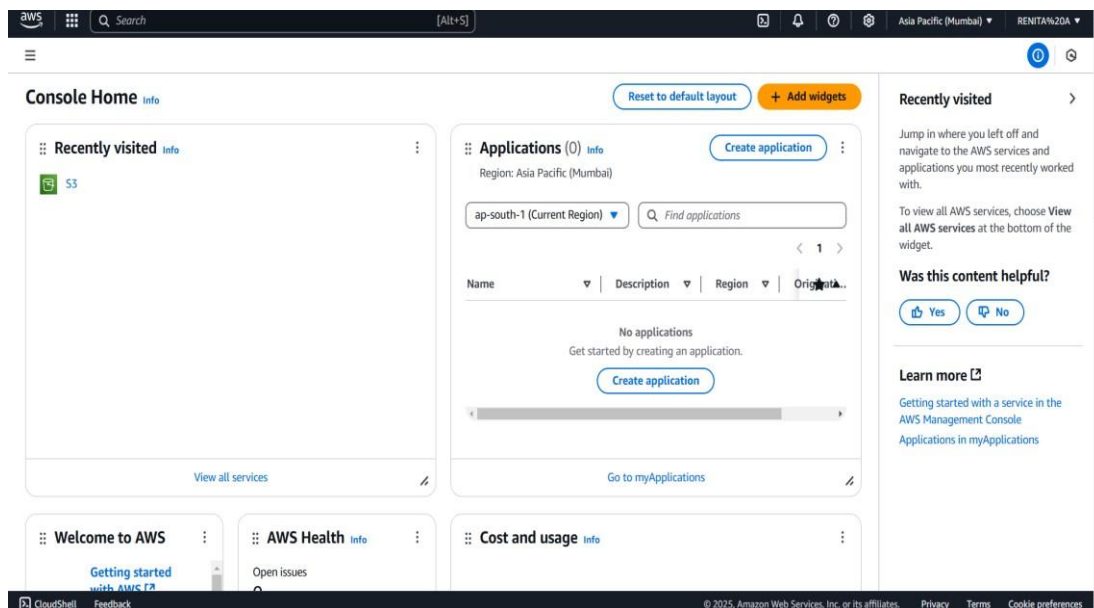 aws
Search
[Alt+S]
Asia Pacific (Mumbai) ▼
RENITA%20A ▼
Console Home Info
Reset to default layout
+ Add widgets
Recently visited Info
S3
View all services
Applications (0) Info
Create application
Region: Asia Pacific (Mumbai)
ap-south-1 (Current Region) ▼
Find applications
< 1 >
Name
Description
Region
No applications
Get started by creating an application.
Create application
Go to myApplications
Welcome to AWS
Getting started
with AWS
AWS Health Info
Open issues
Cost and usage Info
Recently visited
Jump in where you left off and
navigate to the AWS services and
applications you most recently worked
with.
To view all AWS services, choose View
all AWS services at the bottom of the
widget.
Was this content helpful?
Yes
No
Learn more
Getting started with a service in the
AWS Management Console
Applications in myApplications
CloudShell
Feedback
© 2025, Amazon Web Services, Inc. or its affiliates.
Privacy
Terms
Cookie preferences